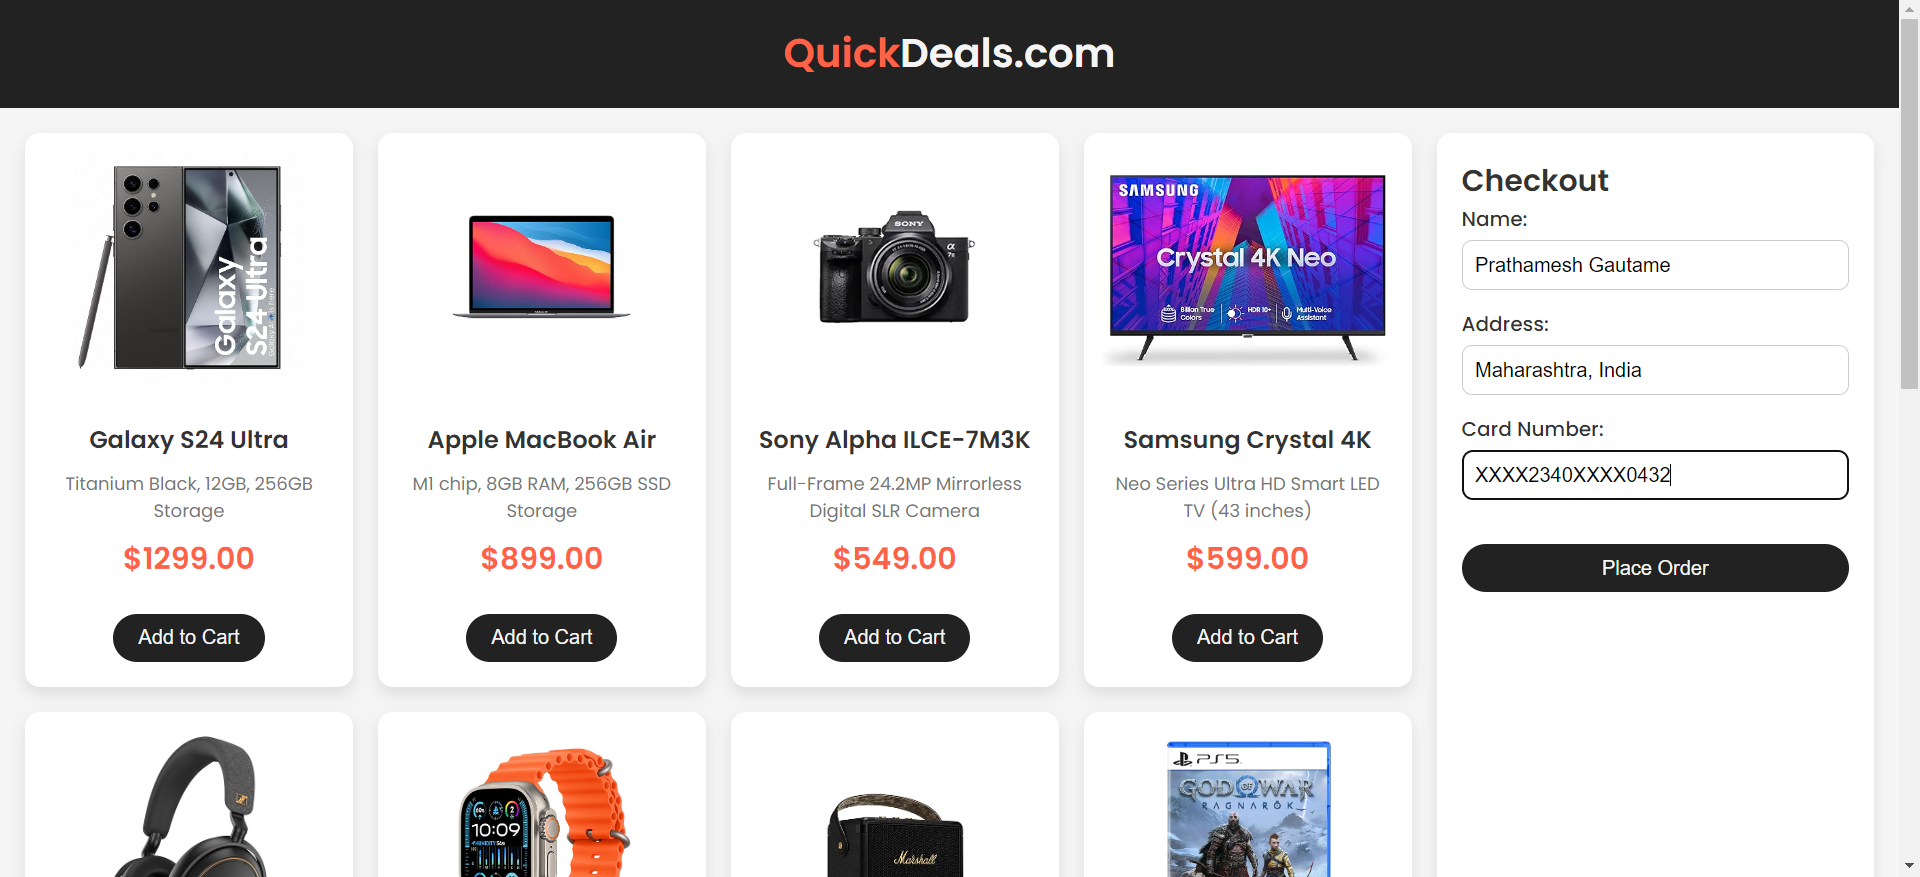 QuickDeals.com
Galaxy
S24 Ultra
Galaxy S24 Ultra
Titanium Black, 12GB, 256GB
Storage
$1299.00
Add to Cart
Apple MacBook Air
M1 chip, 8GB RAM, 256GB SSD
Storage
$899.00
Add to Cart
SONY
α
Sony Alpha ILCE-7M3K
Full-Frame 24.2MP Mirrorless
Digital SLR Camera
$549.00
Add to Cart
SAMSUNG
Crystal 4K Neo
Billion True
Colors
HDR 10+
Multi-Voice
Assistant
Samsung Crystal 4K
Neo Series Ultra HD Smart LED
TV (43 inches)
$599.00
Add to Cart
Checkout
Name:
Prathamesh Gautame
Address:
Maharashtra, India
Card Number:
XXXX2340XXXX0432
Place Order
10:09
Marshall
PS5
GOD OF WAR
RAGNARÖK